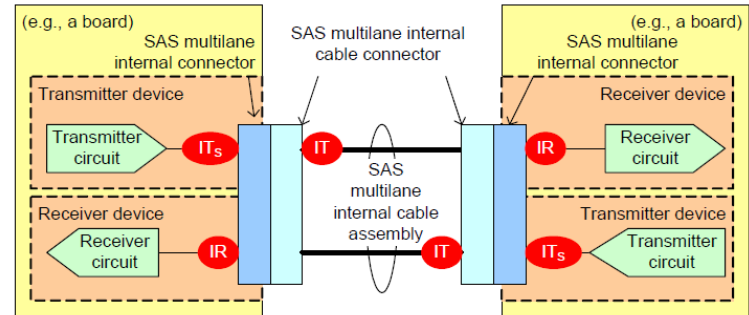 (e.g., a board)
SAS multilane
internal connector
SAS multilane internal
cable connector
(e.g., a board)
SAS multilane
internal connector
Transmitter device
Transmitter
circuit
ITs
IT
SAS
multilane
internal cable
assembly
IR
Receiver device
Receiver
circuit
Receiver device
Receiver
circuit
IR
IT
ITs
Transmitter device
Transmitter
circuit